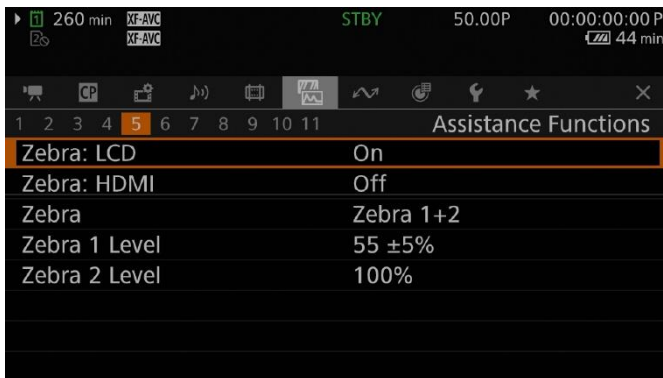 1 260 min XF-AVC STBY 50.00P 00:00:00:00 P
2 XF-AVC 44 min
CP
1 2 3 4 5 6 7 8 9 10 11 Assistance Functions
Zebra: LCD On
Zebra: HDMI Off
Zebra Zebra 1+2
Zebra 1 Level 55 ±5%
Zebra 2 Level 100%